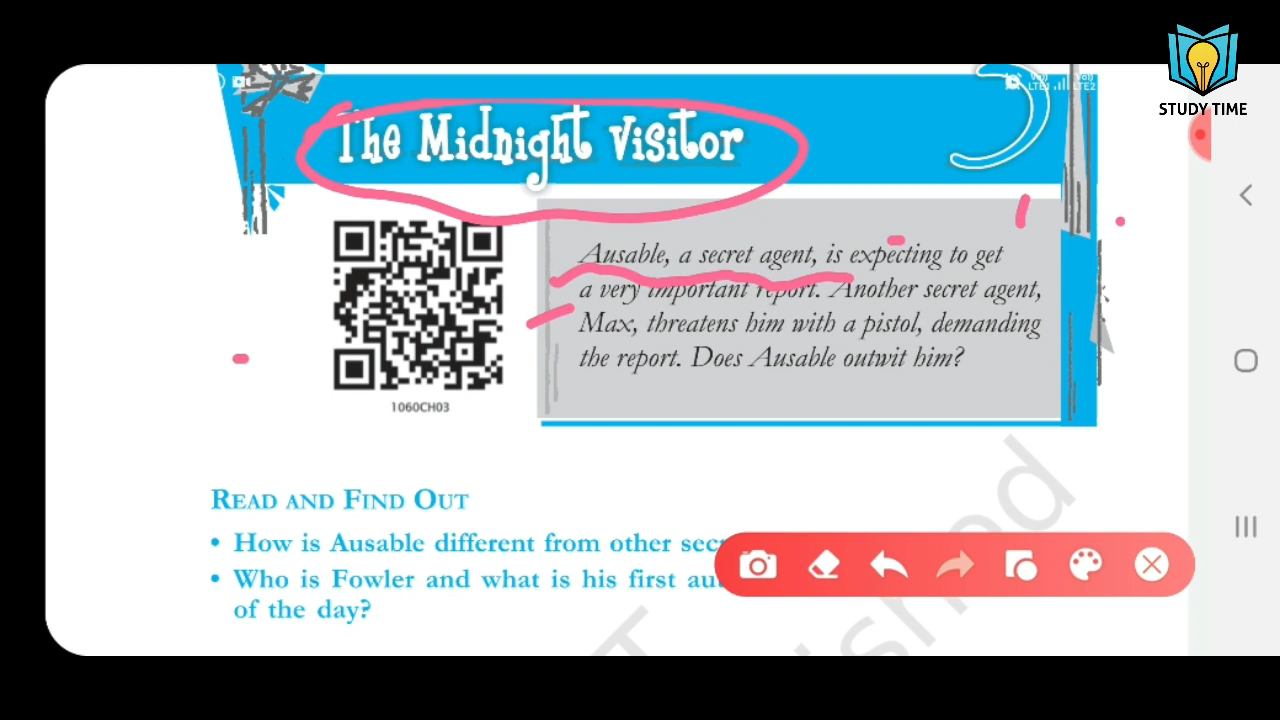 STUDY TIME
The Midnight Visitor
Ausable, a secret agent, is expecting to get
a very important report. Another secret agent,
Max, threatens him with a pistol, demanding
the report. Does Ausable outwit him?
1060CH03
READ AND FIND OUT
• How is Ausable different from other
• Who is Fowler and what is his first
of the day?